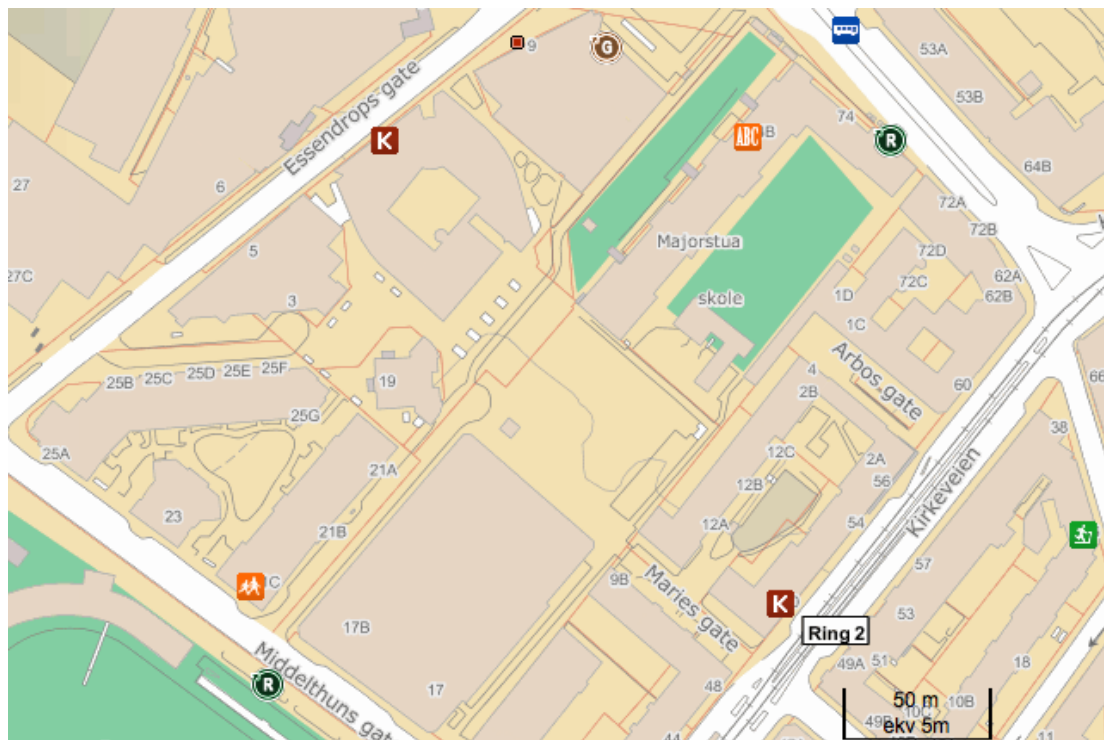 9
G
53A
53B
ABC
74
R
64B
Essendrops gate
K
27
6
72A
72B
Majorstua
5
72D
27C
72C
62A
62B
3
skole
1D
1C
Arbos gate
25B
25C
25D
25E
25F
19
4
2B
60
66
25G
25A
38
21A
12C
2A
12B
56
Kirkeveien
23
21B
12A
54
18
57
9B
Maries gate
K
17B
53
Ring 2
Middelthuns gate
R
49A
51
18
17
48
50 m
10B
ekv 5m
44
11